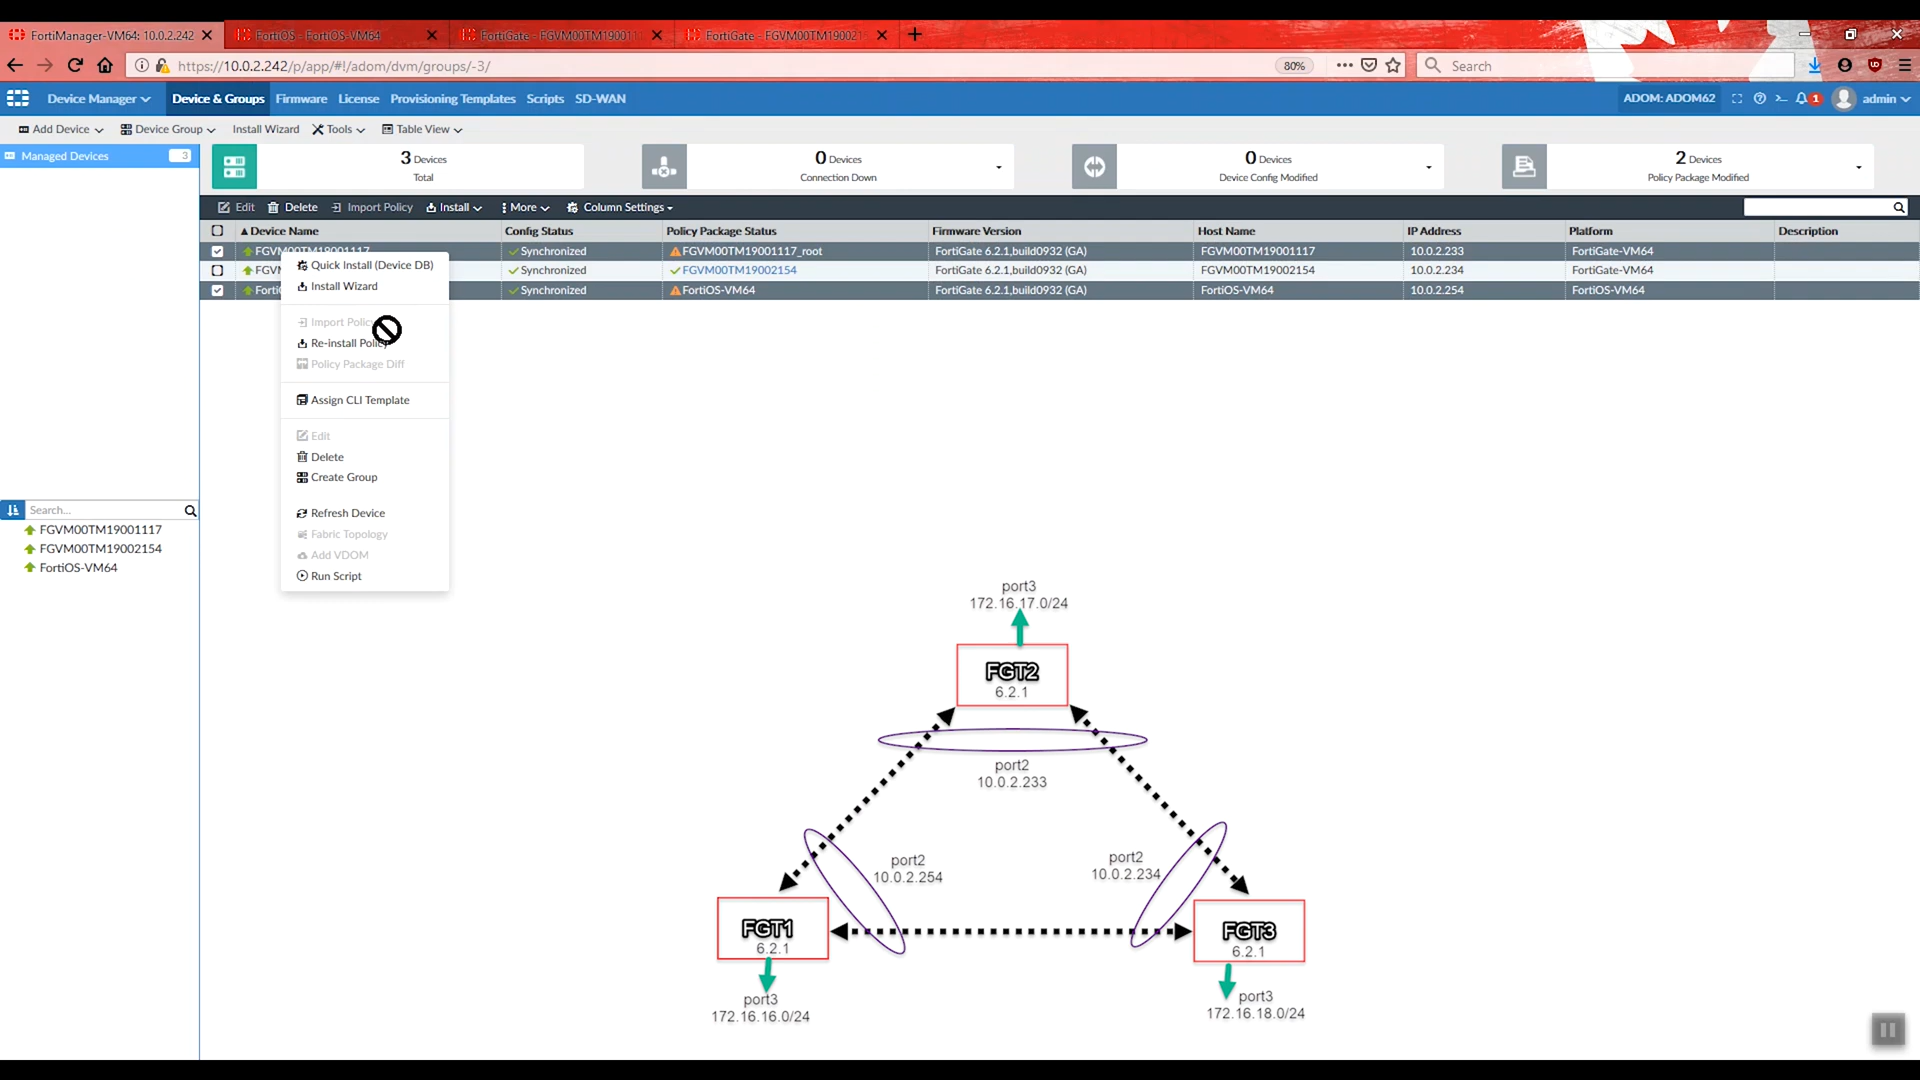 FortiManager-VM64: 10.0.2.242
FortiOS - FortiOS-VM64
FortiGate - FGVM00TM190011
FortiGate - FGVM00TM190021
https://10.0.2.242/p/app/#!/adom/dvm/groups/-3/
80%
Search
Device Manager
Device & Groups
Firmware
License
Provisioning Templates
Scripts
SD-WAN
ADOM: ADOM62
1
admin
Add Device
Device Group
Install Wizard
Tools
Table View
Managed Devices
3
3 Devices
Total
0 Devices
Connection Down
0 Devices
Device Config Modified
2 Devices
Policy Package Modified
Edit
Delete
Import Policy
Install
More
Column Settings
Device Name
Config Status
Policy Package Status
Firmware Version
Host Name
IP Address
Platform
Description
FGVM00TM19001117
Synchronized
FGVM00TM19001117_root
FortiGate 6.2.1,build0932 (GA)
FGVM00TM19001117
10.0.2.233
FortiGate-VM64
FGV
Synchronized
FGVM00TM19002154
FortiGate 6.2.1,build0932 (GA)
FGVM00TM19002154
10.0.2.234
FortiGate-VM64
Forti
Synchronized
FortiOS-VM64
FortiGate 6.2.1,build0932 (GA)
FortiOS-VM64
10.0.2.254
FortiOS-VM64
Quick Install (Device DB)
Install Wizard
Import Policy
Re-install Policy
Policy Package Diff
Assign CLI Template
Edit
Delete
Create Group
Refresh Device
Fabric Topology
Add VDOM
Run Script
Search...
FGVM00TM19001117
FGVM00TM19002154
FortiOS-VM64
port3
172.16.17.0/24
FGT2
6.2.1
port2
10.0.2.233
port2
10.0.2.254
port2
10.0.2.234
FGT1
6.2.1
FGT3
6.2.1
port3
172.16.16.0/24
port3
172.16.18.0/24